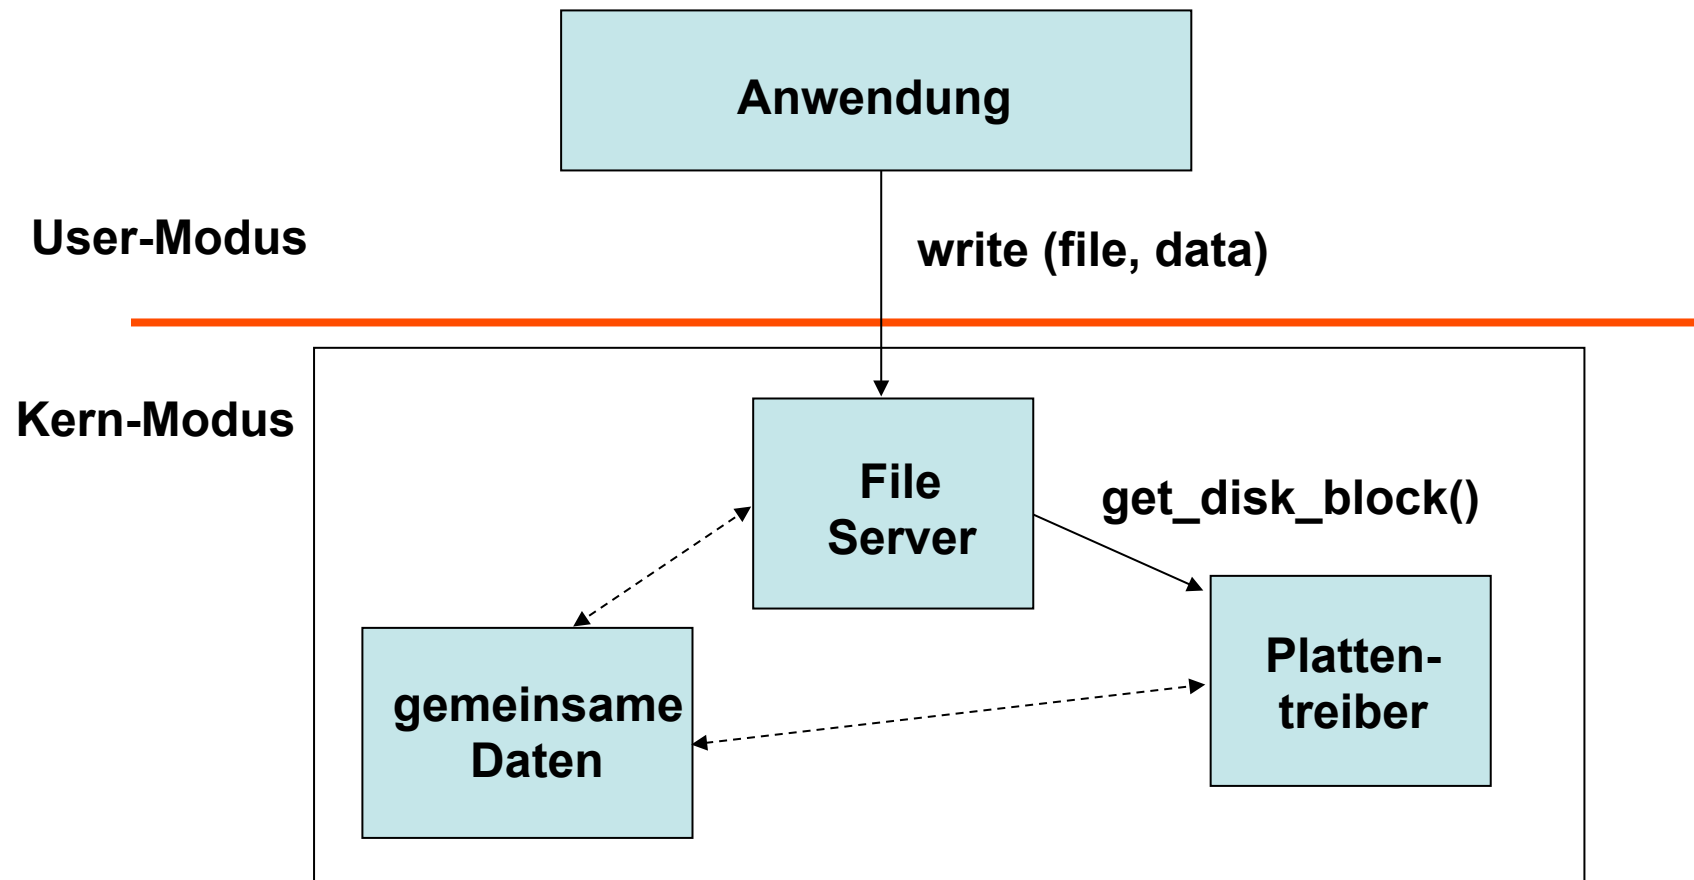 Anwendung
User-Modus
write (file, data)
Kern-Modus
File
Server
get_disk_block()
Platten-
treiber
gemeinsame
Daten